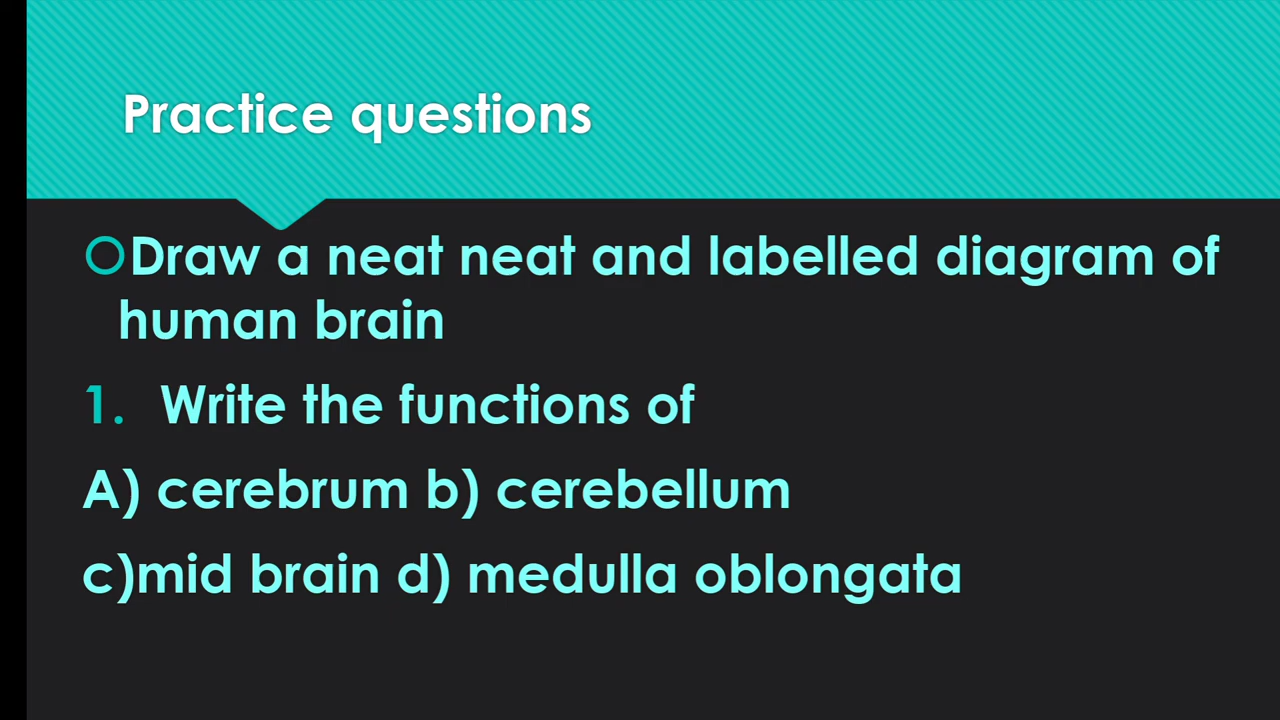 Practice questions
Draw a neat neat and labelled diagram of
human brain
1. Write the functions of
A) cerebrum b) cerebellum
c)mid brain d) medulla oblongata